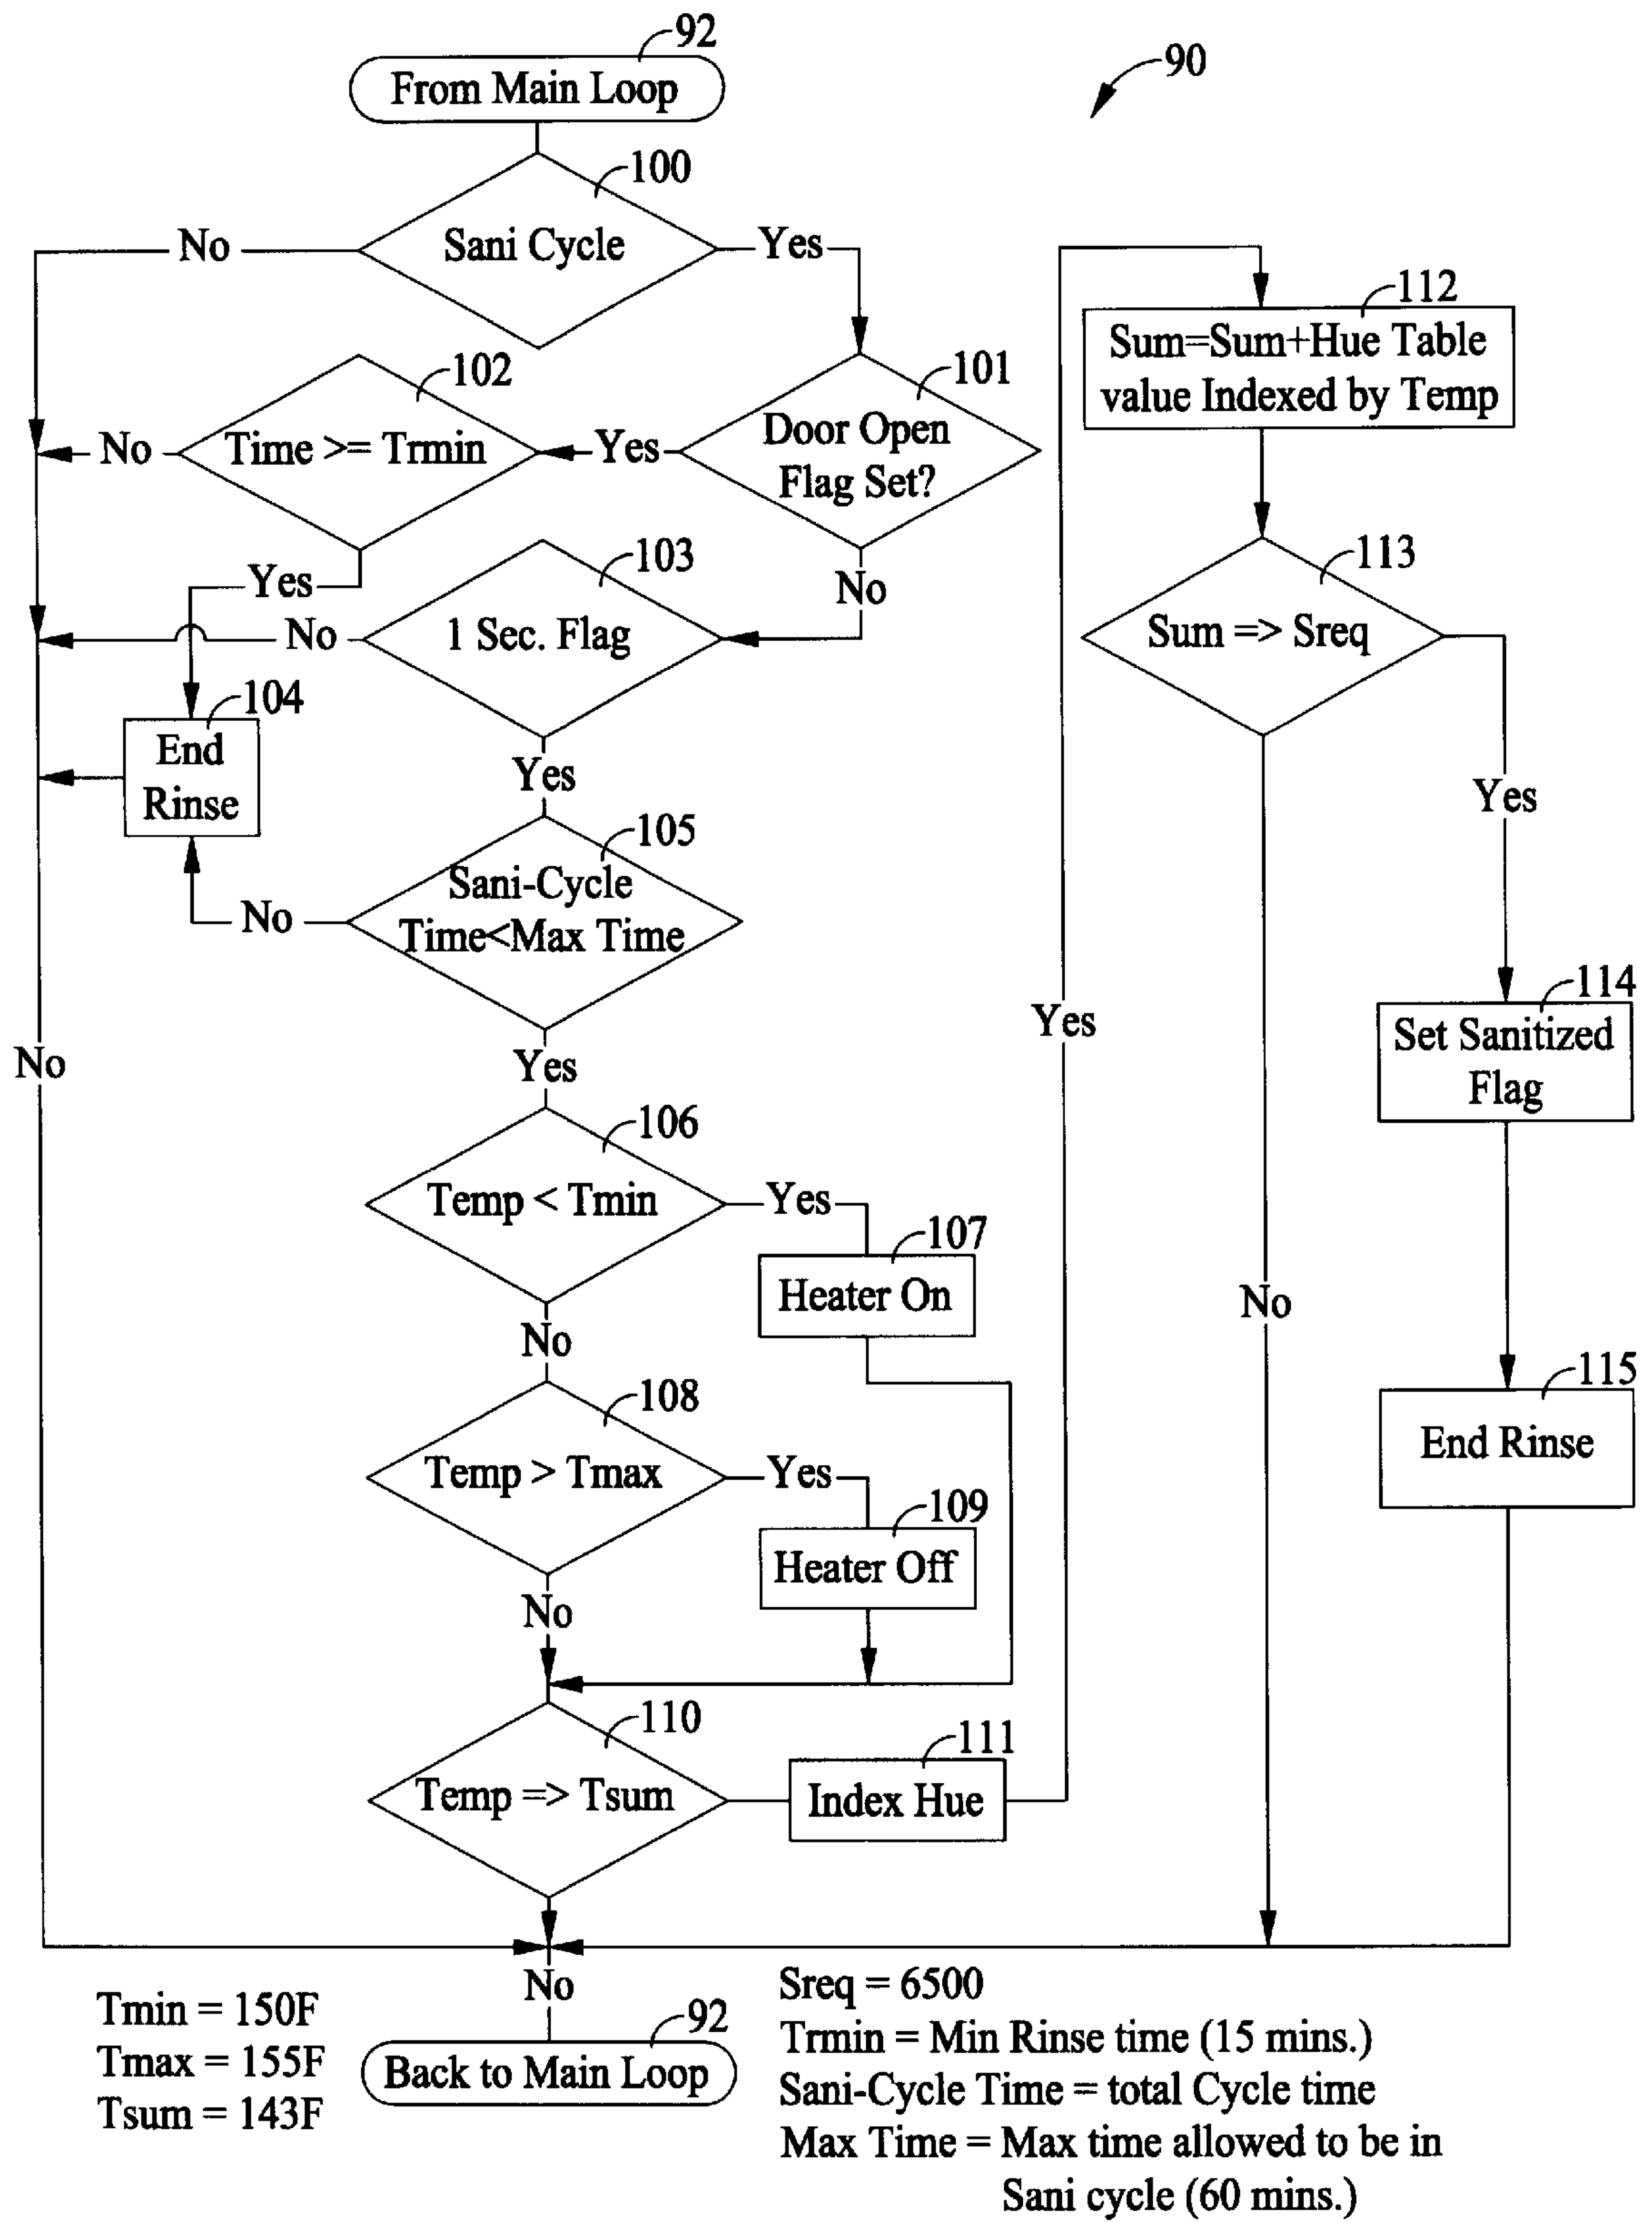 92
From Main Loop
90
100
Sani Cycle
No
Yes
112
Sum=Sum+Hue Table
value Indexed by Temp
102
Time >= Trmin
No
Yes
101
Door Open
Flag Set?
Yes
No
103
1 Sec. Flag
No
Yes
113
Sum => Sreq
Yes
104
End
Rinse
105
Sani-Cycle
Time<Max Time
No
Yes
No
Yes
114
Set Sanitized
Flag
106
Temp < Tmin
Yes
107
Heater On
No
No
115
End Rinse
108
Temp > Tmax
Yes
109
Heater Off
No
110
Temp => Tsum
111
Index Hue
No
92
Back to Main Loop
Tmin = 150F
Tmax = 155F
Tsum = 143F
Sreq = 6500
Trmin = Min Rinse time (15 mins.)
Sani-Cycle Time = total Cycle time
Max Time = Max time allowed to be in
Sani cycle (60 mins.)